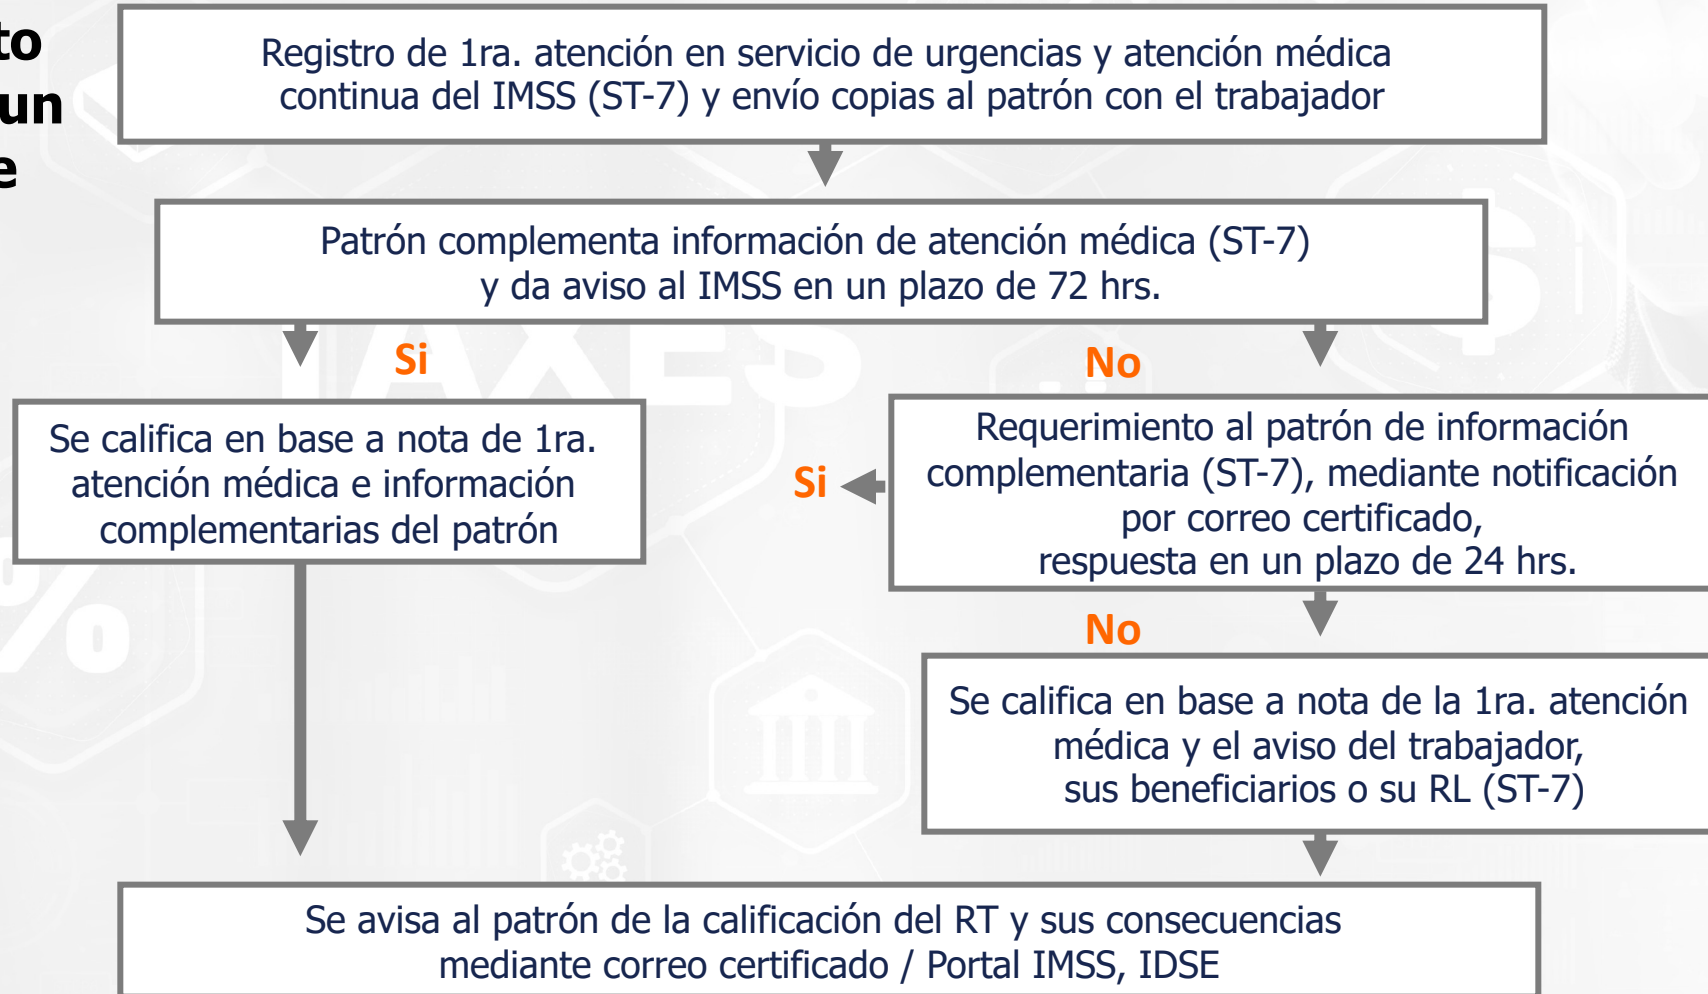 to
un
e
Registro de 1ra. atención en servicio de urgencias y atención médica
continua del IMSS (ST-7) y envío copias al patrón con el trabajador
Patrón complementa información de atención médica (ST-7)
y da aviso al IMSS en un plazo de 72 hrs.
TAXES
$
Si
No
Se califica en base a nota de 1ra.
atención médica e información
complementarias del patrón
Si
Requerimiento al patrón de información
complementaria (ST-7), mediante notificación
por correo certificado,
respuesta en un plazo de 24 hrs.
%
No
Se califica en base a nota de la 1ra. atención
médica y el aviso del trabajador,
sus beneficiarios o su RL (ST-7)
Se avisa al patrón de la calificación del RT y sus consecuencias
mediante correo certificado / Portal IMSS, IDSE